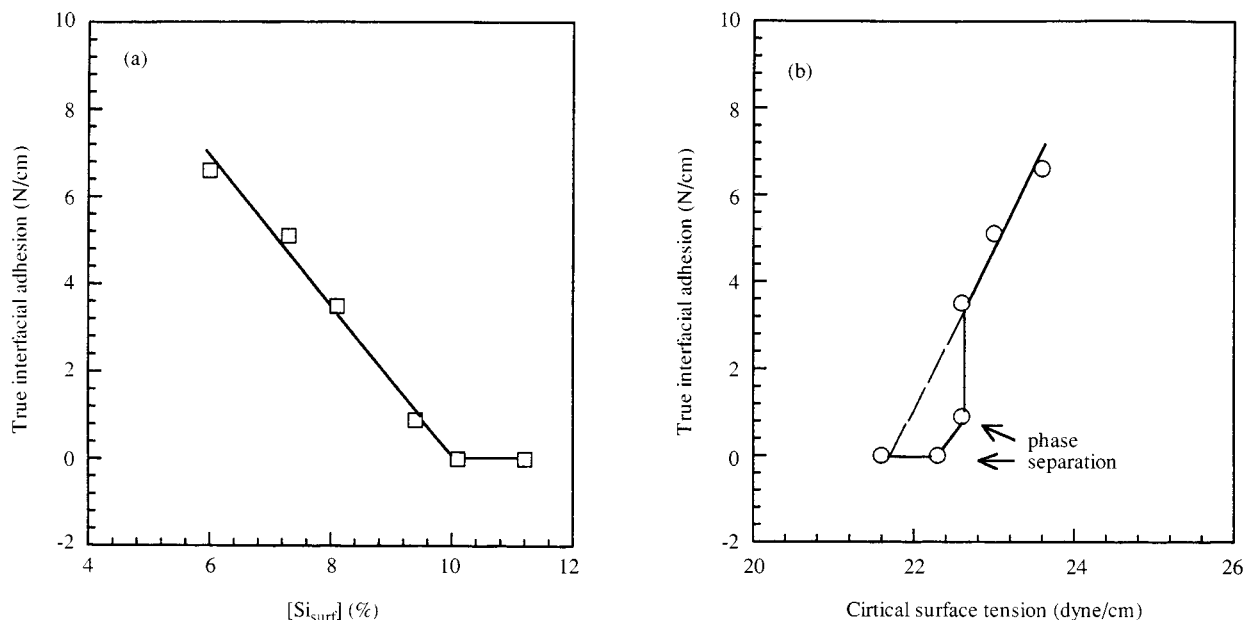 10
8
6
4
2
0
-2
4
6
8
10
12
(a)
True interfacial adhesion (N/cm)
[Si_surf] (%)
10
8
6
4
2
0
-2
20
22
24
26
(b)
True interfacial adhesion (N/cm)
phase
separation
Cirtical surface tension (dyne/cm)